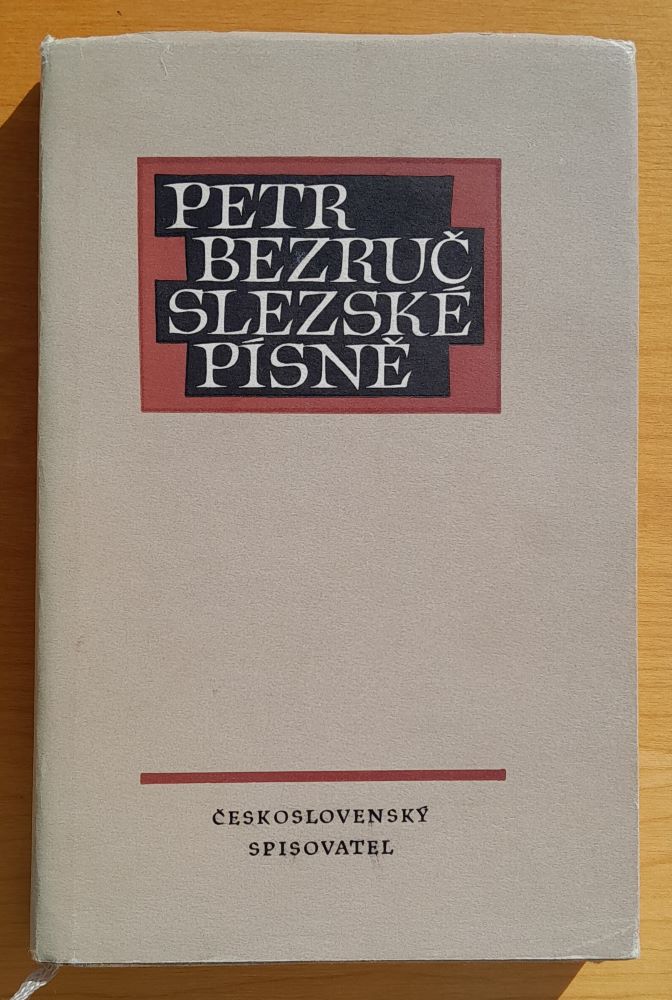 PETR
BEZRUČ
SLEZSKÉ
PÍSNĚ
ČESKOSLOVENSKÝ
SPISOVATEL